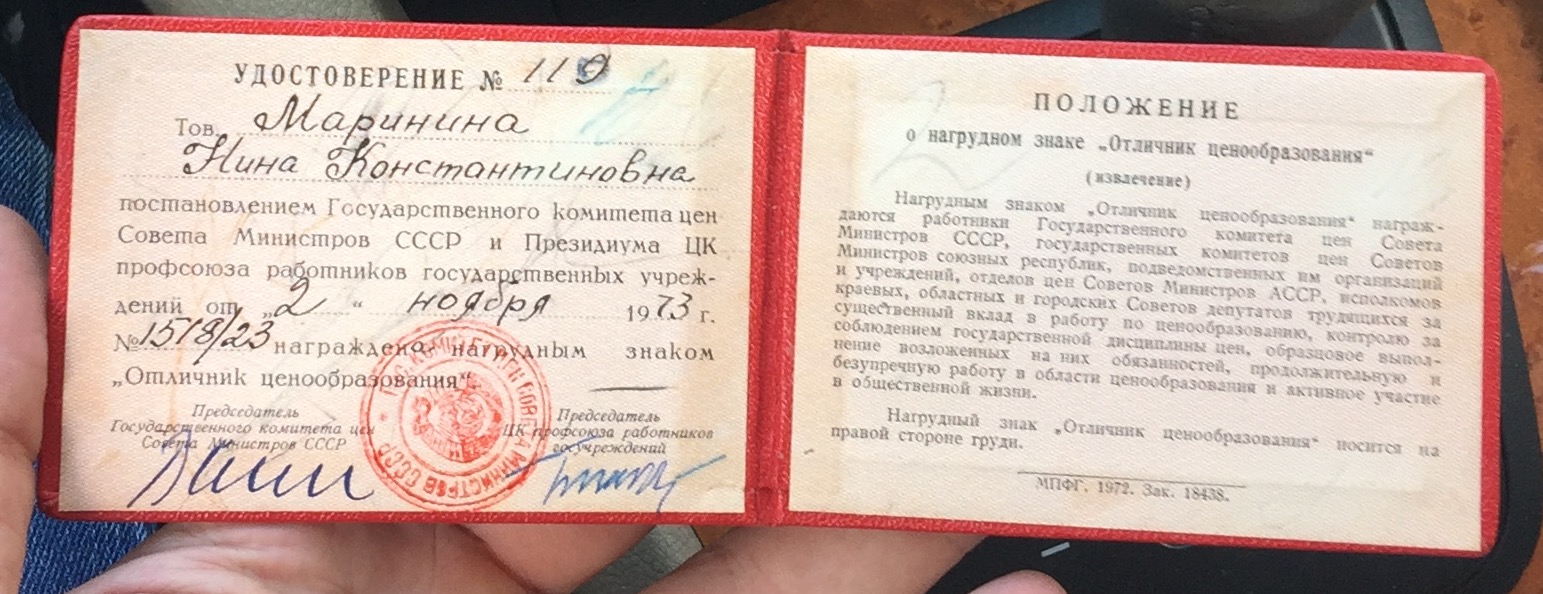 УДОСТОВЕРЕНИЕ № 119
Тов. Маринина
Нина Константиновна
постановлением Государственного комитета цен
Совета Министров СССР и Президиума ЦК
профсоюза работников государственных учреж-
дений от „2“ ноября 1973 г.
№ 1518/23 награждена нагрудным знаком
„Отличник ценообразования“.
Председатель
Государственного комитета цен
Совета Министров СССР
Председатель
ЦК профсоюза работников
госучреждений
ЦЕН СОВЕТА МИНИСТРОВ СССР
ПОЛОЖЕНИЕ
о нагрудном знаке „Отличник ценообразования“
(извлечение)
Нагрудным знаком „Отличник ценообразования“ награж-
даются работники Государственного комитета цен Совета
Министров СССР, государственных комитетов цен Советов
Министров союзных республик, подведомственных им организаций
и учреждений, отделов цен Советов Министров АССР, исполкомов
краевых, областных и городских Советов депутатов трудящихся за
существенный вклад в работу по ценообразованию, контролю за
соблюдением государственной дисциплины цен, образцовое выпол-
нение возложенных на них обязанностей, продолжительную и
безупречную работу в области ценообразования и активное участие
в общественной жизни.
Нагрудный знак „Отличник ценообразования“ носится на
правой стороне груди.
МПФГ. 1972. Зак. 18438.